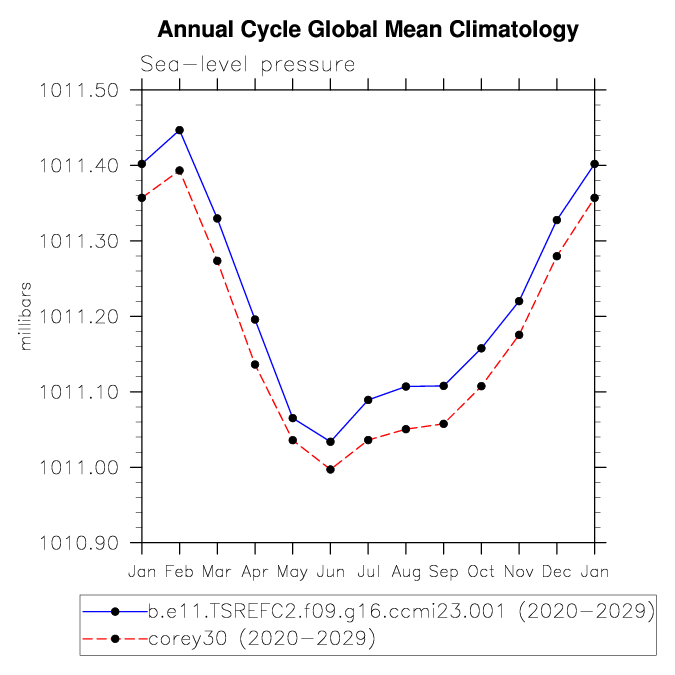 Annual Cycle Global Mean Climatology
Sea-level pressure
1011.50
1011.40
1011.30
1011.20
1011.10
1011.00
1010.90
millibars
Jan Feb Mar Apr May Jun Jul Aug Sep Oct Nov Dec Jan
b.e11.TSREFC2.f09.g16.ccmi23.001 (2020-2029)
corey30 (2020-2029)